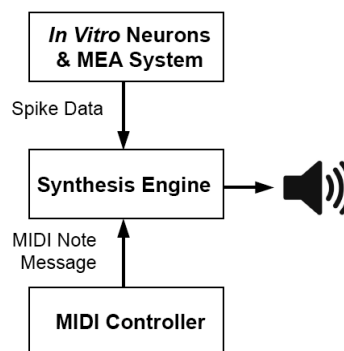 In Vitro Neurons
& MEA System
Spike Data
Synthesis Engine
MIDI Note
Message
MIDI Controller